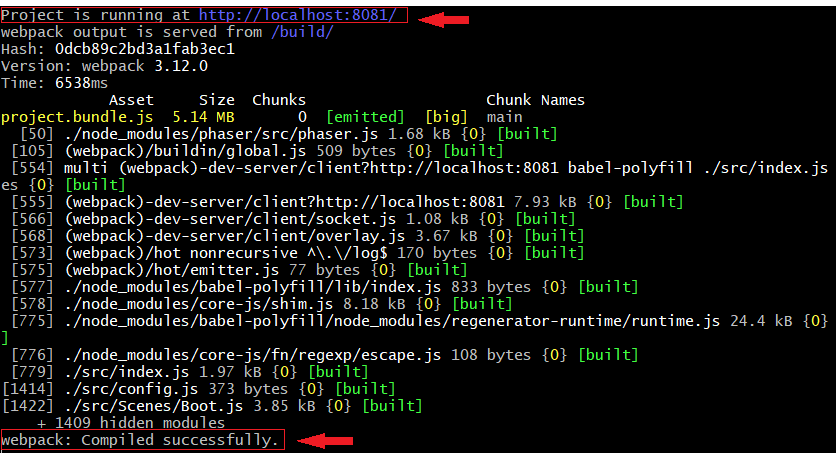 Project is running at http://localhost:8081/
webpack output is served from /build/
Hash: 0dcb89c2bd3a1fab3ec1
Version: webpack 3.12.0
Time: 6538ms
Asset Size Chunks Chunk Names
project.bundle.js 5.14 MB 0 [emitted] [big] main
[50] ./node_modules/phaser/src/phaser.js 1.68 kB {0} [built]
[105] (webpack)/buildin/global.js 509 bytes {0} [built]
[554] multi (webpack)-dev-server/client?http://localhost:8081 babel-polyfill ./src/index.js
es {0} [built]
[555] (webpack)-dev-server/client?http://localhost:8081 7.93 kB {0} [built]
[566] (webpack)-dev-server/client/socket.js 1.08 kB {0} [built]
[568] (webpack)-dev-server/client/overlay.js 3.67 kB {0} [built]
[573] (webpack)/hot nonrecursive ^\.\/log$ 170 bytes {0} [built]
[575] (webpack)/hot/emitter.js 77 bytes {0} [built]
[577] ./node_modules/babel-polyfill/lib/index.js 833 bytes {0} [built]
[578] ./node_modules/core-js/shim.js 8.18 kB {0} [built]
[775] ./node_modules/babel-polyfill/node_modules/regenerator-runtime/runtime.js 24.4 kB {0}
]
[776] ./node_modules/core-js/fn/regexp/escape.js 108 bytes {0} [built]
[779] ./src/index.js 1.97 kB {0} [built]
[1414] ./src/config.js 373 bytes {0} [built]
[1422] ./src/Scenes/Boot.js 3.85 kB {0} [built]
+ 1409 hidden modules
webpack: Compiled successfully.